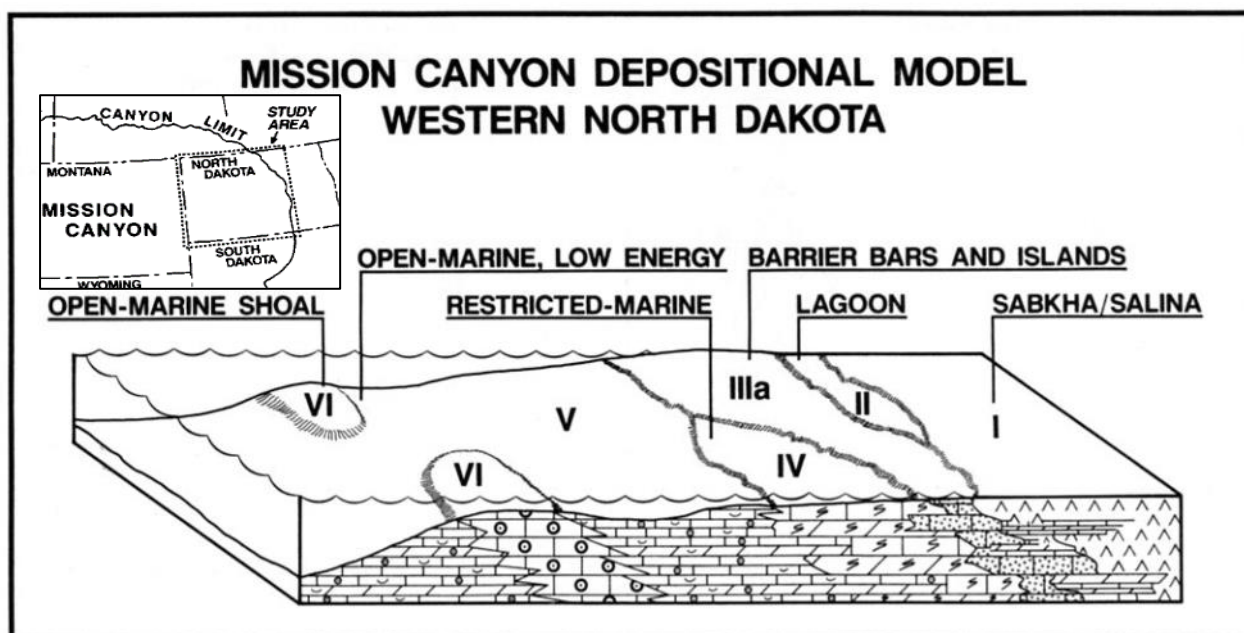 MISSION CANYON DEPOSITIONAL MODEL
WESTERN NORTH DAKOTA
CANYON LIMIT
STUDY
AREA
MONTANA
NORTH
DAKOTA
MISSION
CANYON
SOUTH
DAKOTA
WYOMING
OPEN-MARINE, LOW ENERGY
BARRIER BARS AND ISLANDS
OPEN-MARINE SHOAL
RESTRICTED-MARINE
LAGOON
SABKHA/SALINA
VI
V
IIIa
II
I
VI
IV